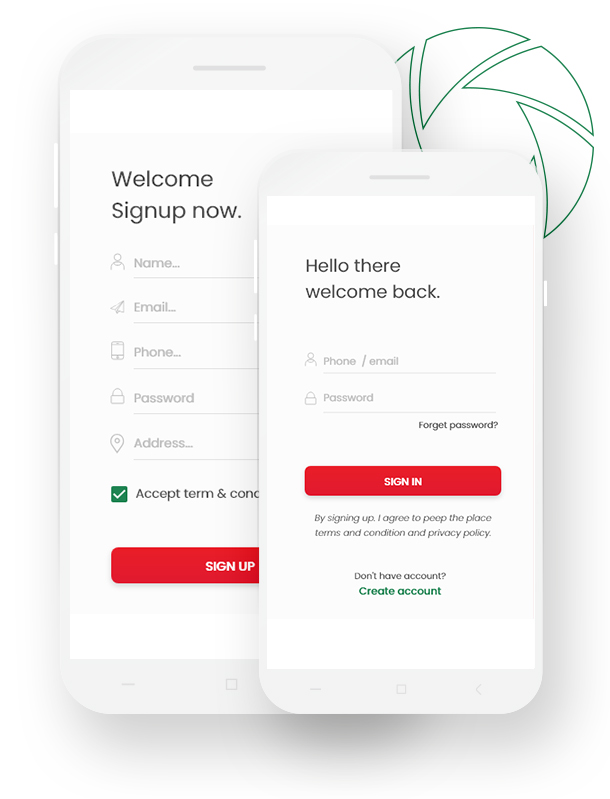 Welcome
Signup now.
Name...
Email...
Phone...
Password
Address...
Accept term & cond
SIGN UP
Hello there
welcome back.
Phone / email
Password
Forget password?
SIGN IN
By signing up. I agree to peep the place
terms and condition and privacy policy.
Don't have account?
Create account